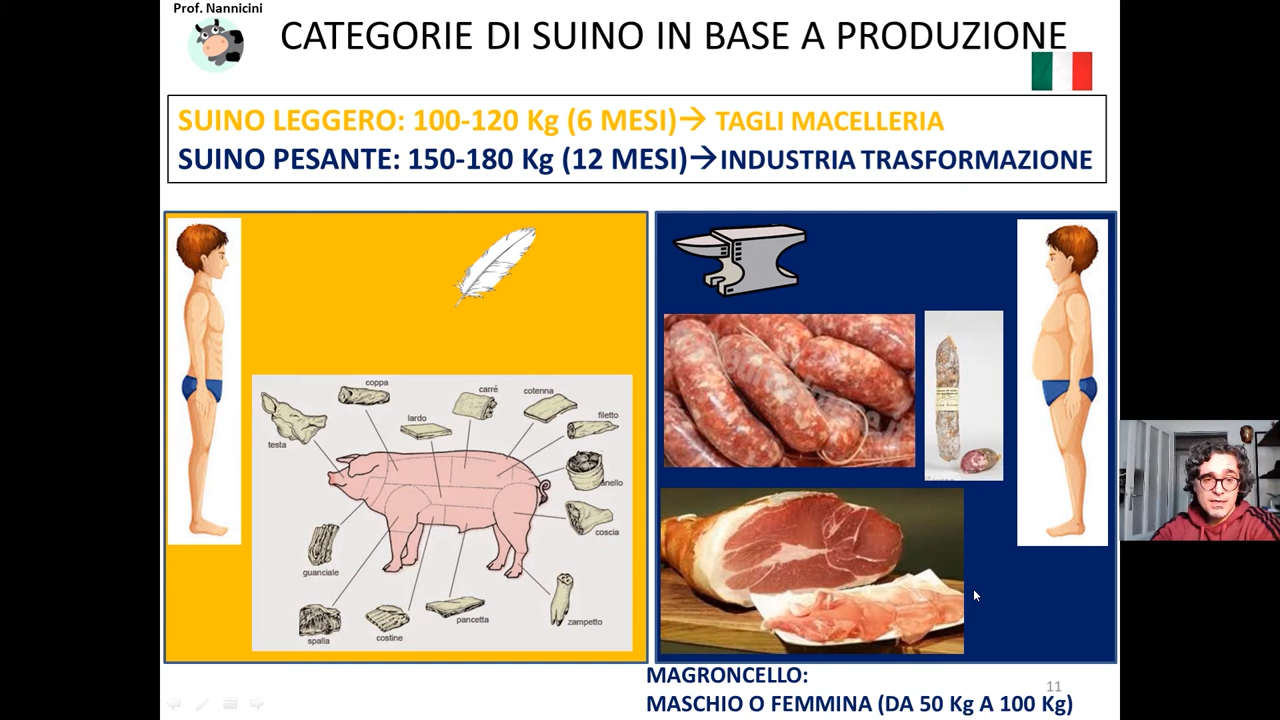 Prof. Nannicini
CATEGORIE DI SUINO IN BASE A PRODUZIONE
SUINO LEGGERO: 100-120 Kg (6 MESI)→ TAGLI MACELLERIA
SUINO PESANTE: 150-180 Kg (12 MESI)→INDUSTRIA TRASFORMAZIONE
coppa
carré
cotenna
lardo
filetto
testa
coscia
guanciale
spalla
costine
pancetta
zampetto
MAGRONCELLO:
11
MASCHIO O FEMMINA (DA 50 Kg A 100 Kg)